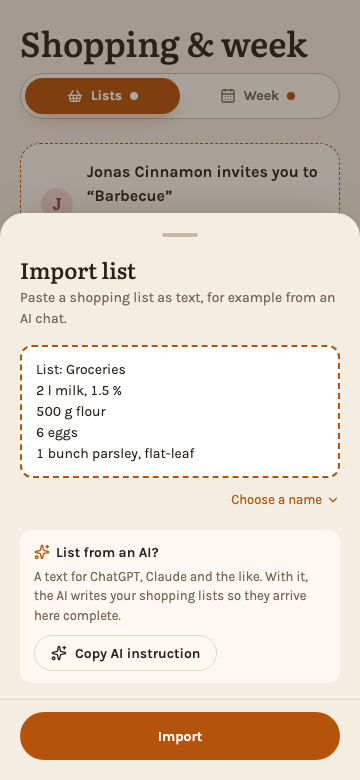 Shopping & week
Lists
Week
Jonas Cinnamon invites you to
“Barbecue”
J
Import list
Paste a shopping list as text, for example from an
AI chat.
List: Groceries
2 l milk, 1.5 %
500 g flour
6 eggs
1 bunch parsley, flat-leaf
Choose a name
List from an AI?
A text for ChatGPT, Claude and the like. With it,
the AI writes your shopping lists so they arrive
here complete.
Copy AI instruction
Import